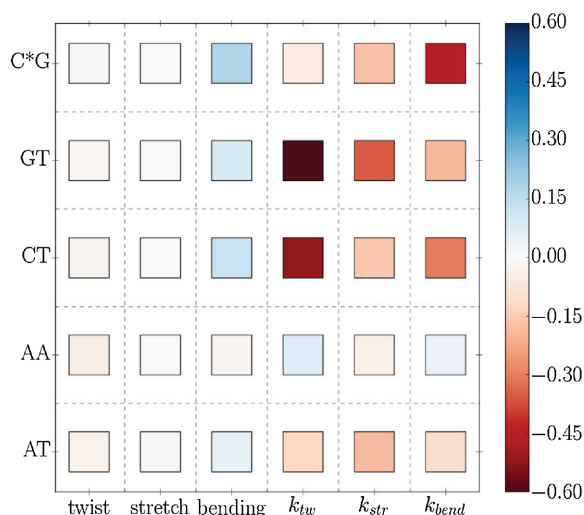 C*G
GT
CT
AA
AT
twist stretch bending k_tw k_str k_bend
0.60
0.45
0.30
0.15
0.00
−0.15
−0.30
−0.45
−0.60